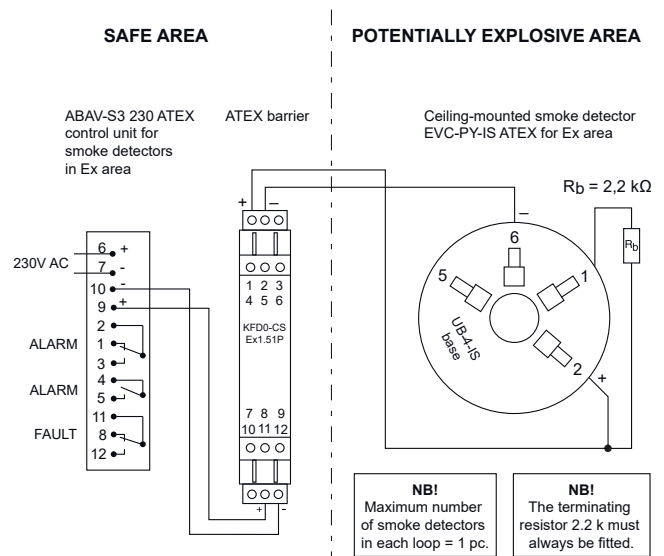 SAFE AREA
POTENTIALLY EXPLOSIVE AREA
ABAV-S3 230 ATEX
control unit for
smoke detectors
in Ex area
ATEX barrier
Ceiling-mounted smoke detector
EVC-PY-IS ATEX for Ex area
Rb = 2,2 kΩ
Rb
+ –
–
6
5
1
2
+
UB-4-IS
base
230V AC
6 +
7 -
10 -
9 +
2
ALARM
1
3
ALARM
4
5
11
FAULT
8
12
1 2 3
4 5 6
KFD0-CS
Ex1.51P
7 8 9
10 11 12
+ -
NB!
Maximum number
of smoke detectors
in each loop = 1 pc.
NB!
The terminating
resistor 2.2 k must
always be fitted.